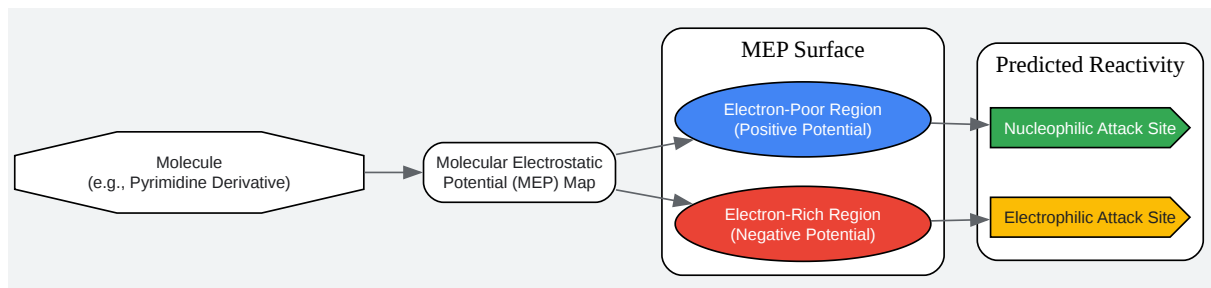 Molecule
(e.g., Pyrimidine Derivative)
Molecular Electrostatic
Potential (MEP) Map
MEP Surface
Electron-Poor Region
(Positive Potential)
Electron-Rich Region
(Negative Potential)
Predicted Reactivity
Nucleophilic Attack Site
Electrophilic Attack Site